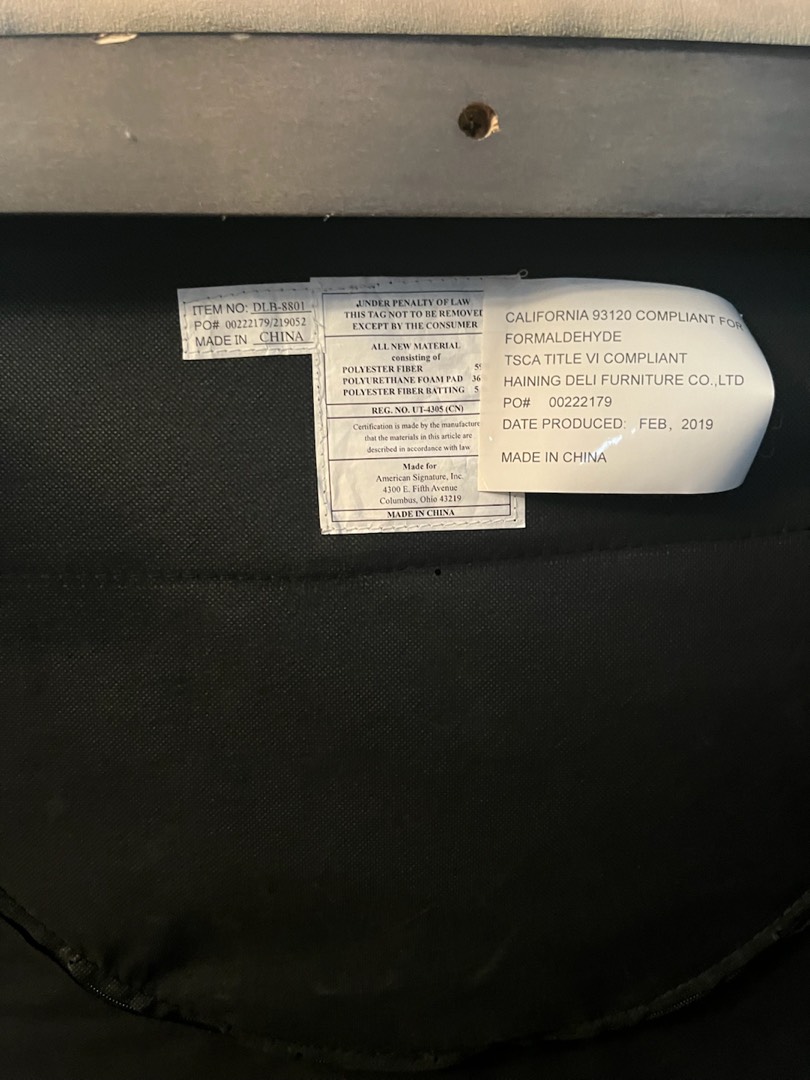 ITEM NO: DLB-8801
PO# 00222179/219052
MADE IN CHINA
UNDER PENALTY OF LAW
THIS TAG NOT TO BE REMOVED
EXCEPT BY THE CONSUMER
ALL NEW MATERIAL
consisting of
POLYESTER FIBER
POLYURETHANE FOAM PAD 36
POLYESTER FIBER BATTING 5
REG. NO. UT-4305 (CN)
Certification is made by the manufacture
that the materials in this article are
described in accordance with law
Made for
American Signature, Inc.
4300 E. Fifth Avenue
Columbus, Ohio 43219
MADE IN CHINA
CALIFORNIA 93120 COMPLIANT FOR
FORMALDEHYDE
TSCA TITLE VI COMPLIANT
HAINING DELI FURNITURE CO.,LTD
PO# 00222179
DATE PRODUCED: FEB, 2019
MADE IN CHINA